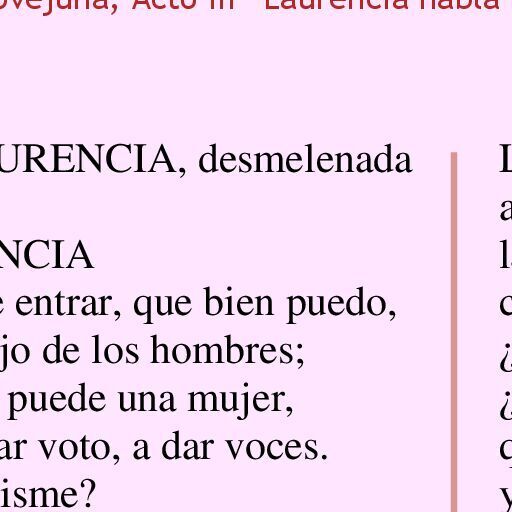 Acto III Laurencia habla
URENCIA, desmelenada
NCIA
entrar, que bien puedo,
jo de los hombres;
puede una mujer,
ar voto, a dar voces.
isme?